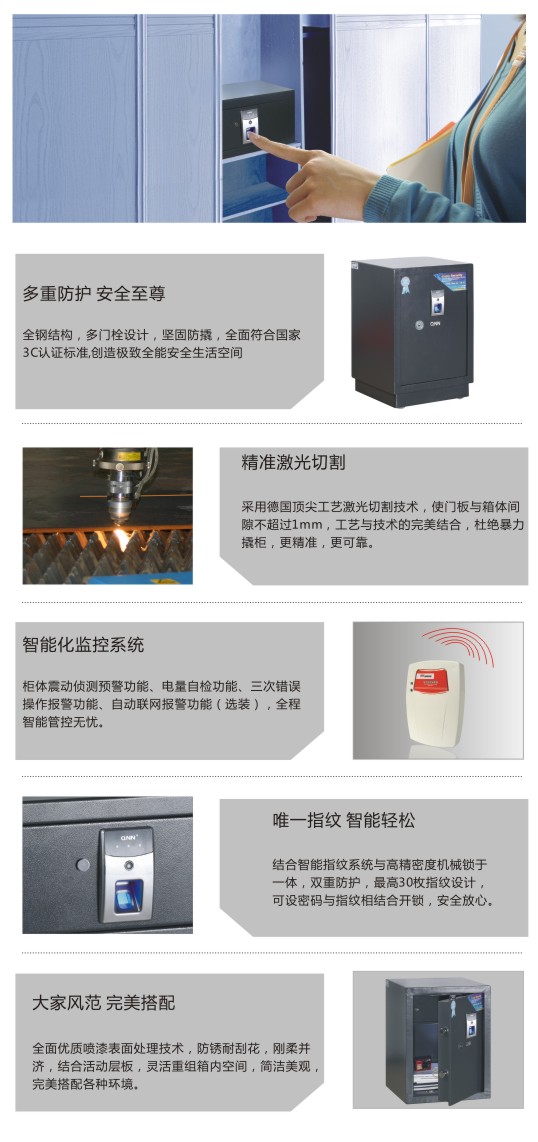 多重防护 安全至尊
全钢结构，多门栓设计，坚固防撬，全面符合国家
3C认证标准,创造极致全能安全生活空间
QNN
精准激光切割
采用德国顶尖工艺激光切割技术，使门板与箱体间
隙不超过1mm，工艺与技术的完美结合，杜绝暴力
撬柜，更精准，更可靠。
智能化监控系统
柜体震动侦测预警功能、电量自检功能、三次错误
操作报警功能、自动联网报警功能（选装），全程
智能管控无忧。
QNN
唯一指纹 智能轻松
结合智能指纹系统与高精密度机械锁于
一体，双重防护，最高30枚指纹设计，
可设密码与指纹相结合开锁，安全放心。
大家风范 完美搭配
全面优质喷漆表面处理技术，防锈耐刮花，刚柔并
济，结合活动层板，灵活重组箱内空间，简洁美观，
完美搭配各种环境。